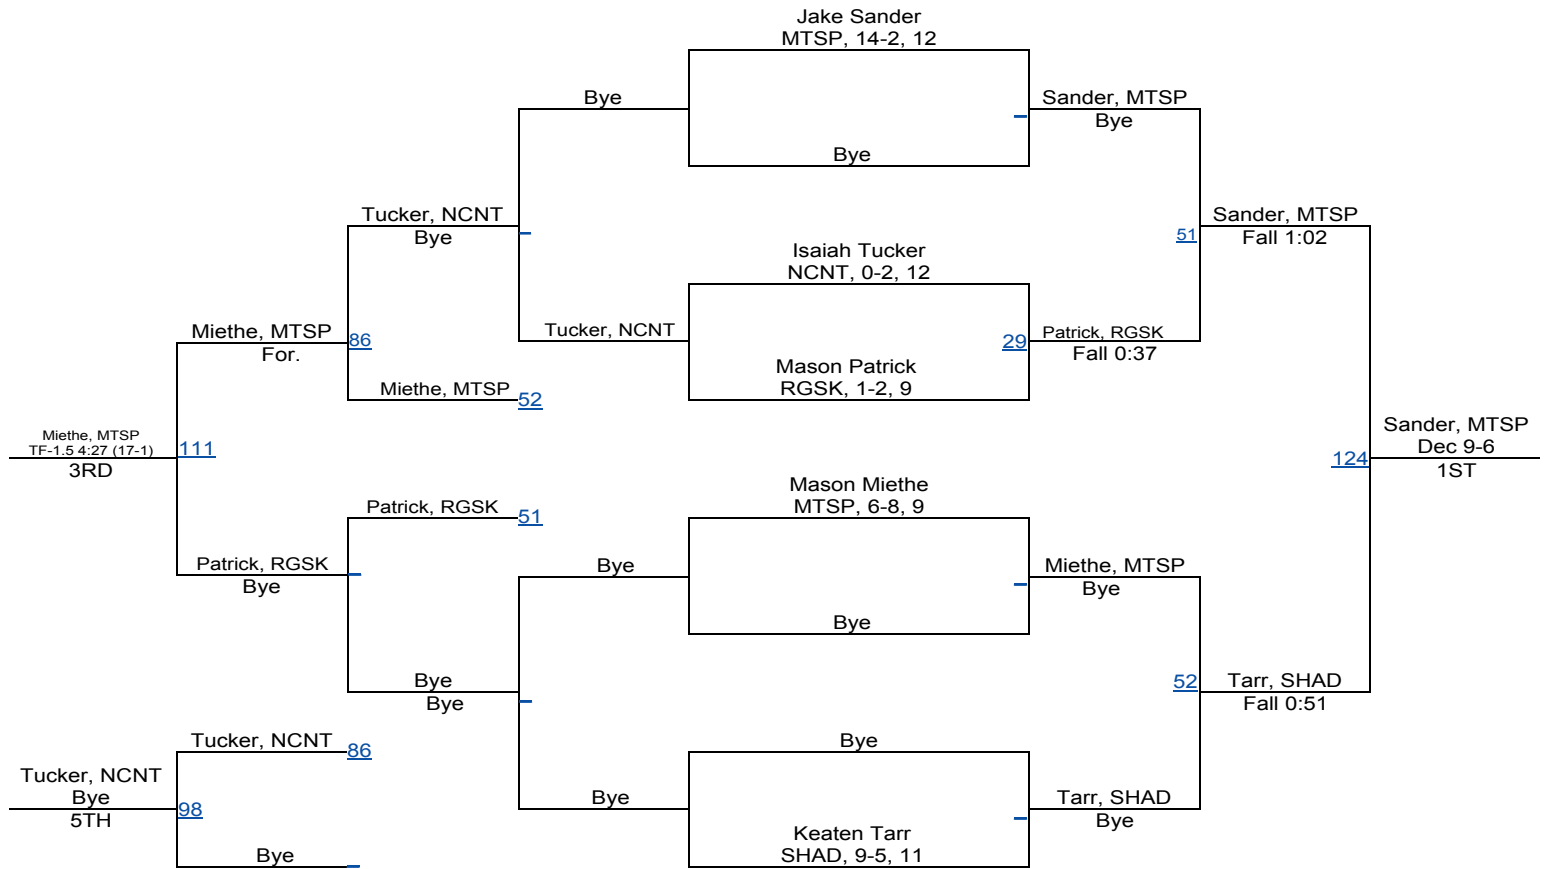 Jake Sander
MTSP, 14-2, 12
Bye
Sander, MTSP
Bye
Bye
Tucker, NCNT
Bye
Sander, MTSP
51
Fall 1:02
Isaiah Tucker
NCNT, 0-2, 12
Miethe, MTSP
86
For.
Tucker, NCNT
29
Patrick, RGSK
Fall 0:37
Mason Patrick
RGSK, 1-2, 9
Miethe, MTSP
52
Miethe, MTSP
TF-1.5 4:27 (17-1)
111
3RD
Sander, MTSP
Dec 9-6
124
1ST
Mason Miethe
MTSP, 6-8, 9
Patrick, RGSK
51
Patrick, RGSK
Bye
Bye
Miethe, MTSP
Bye
Bye
Bye
Bye
52
Tarr, SHAD
Fall 0:51
Tucker, NCNT
86
Bye
Tucker, NCNT
Bye
98
5TH
Bye
Tarr, SHAD
Bye
Keaten Tarr
SHAD, 9-5, 11
Bye